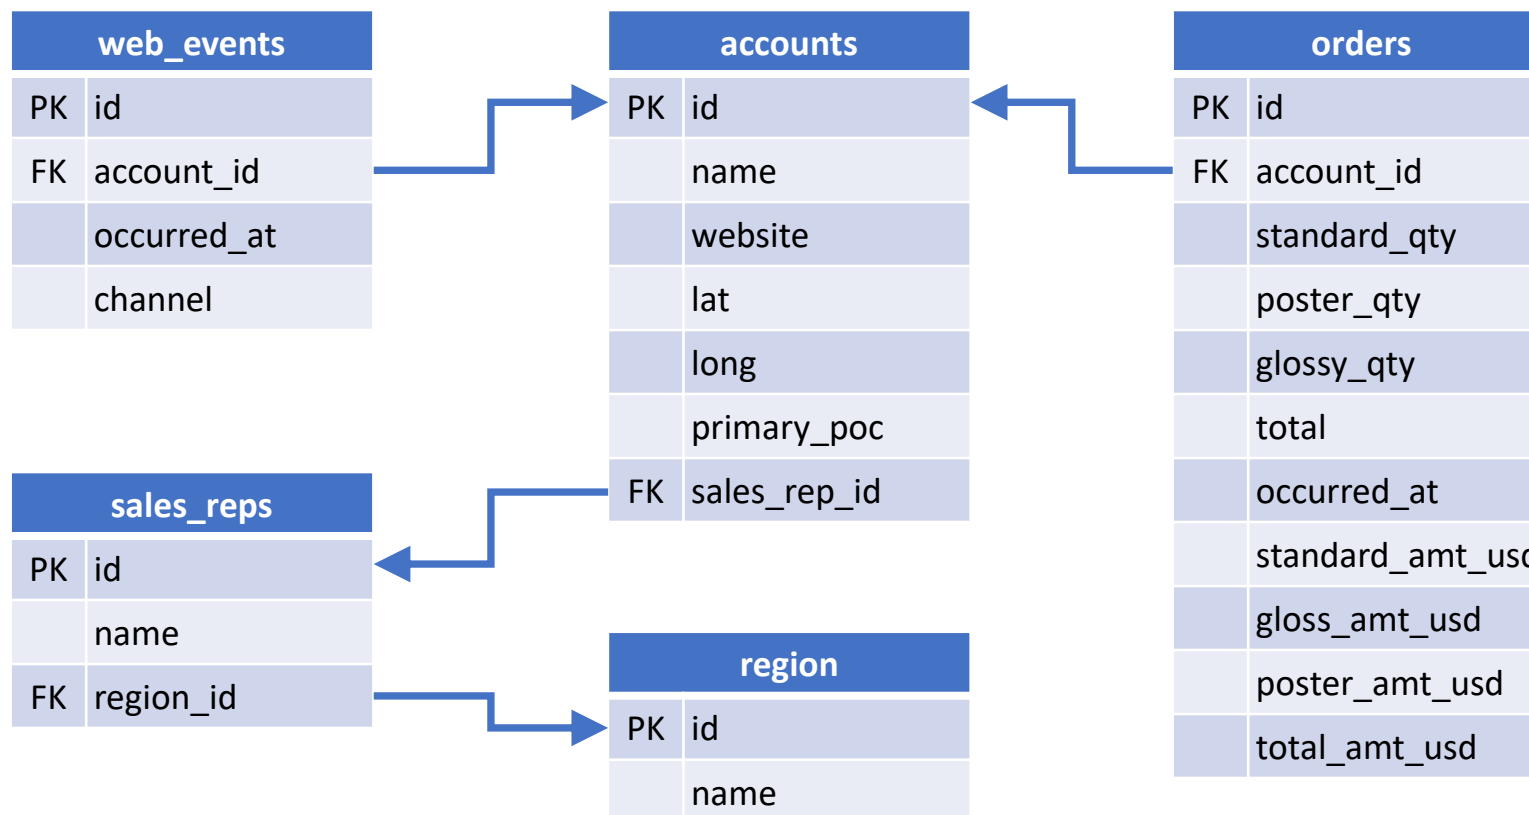 web_events
PK id
FK account_id
occurred_at
channel
accounts
PK id
name
website
lat
long
primary_poc
FK sales_rep_id
orders
PK id
FK account_id
standard_qty
poster_qty
glossy_qty
total
occurred_at
standard_amt_usd
gloss_amt_usd
poster_amt_usd
total_amt_usd
sales_reps
PK id
name
FK region_id
region
PK id
name